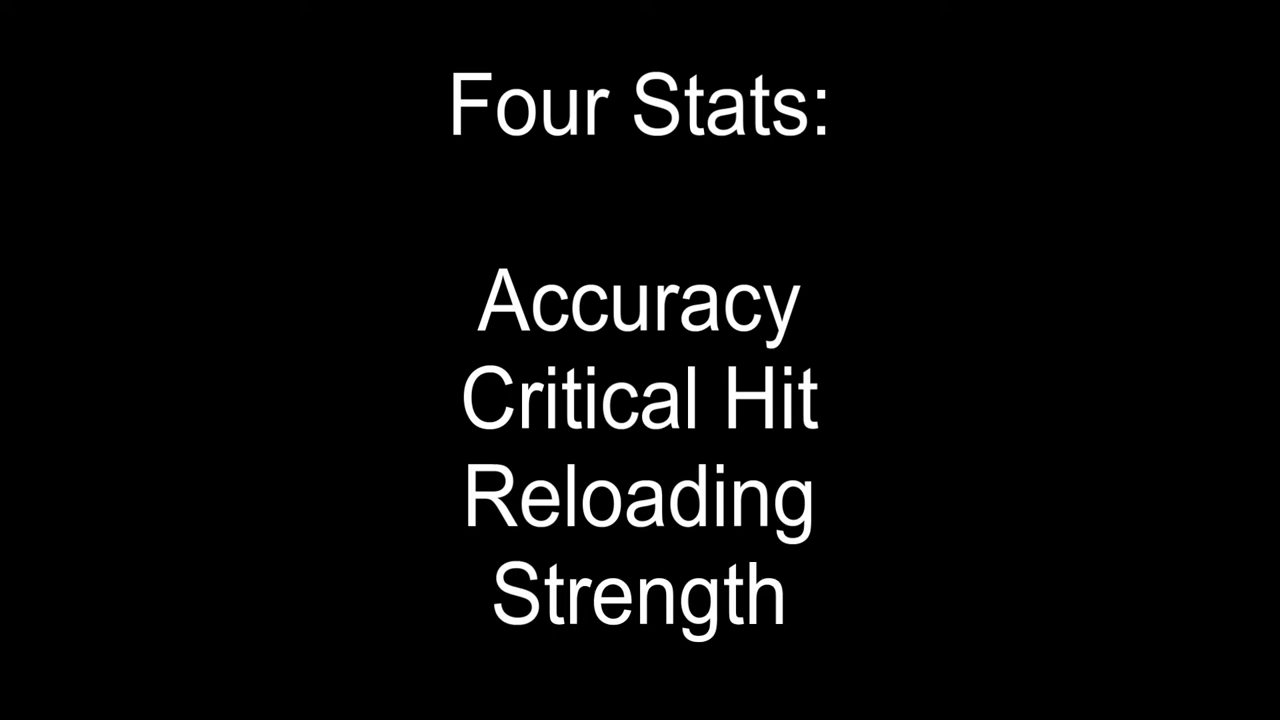 Four Stats:
Accuracy
Critical Hit
Reloading
Strength